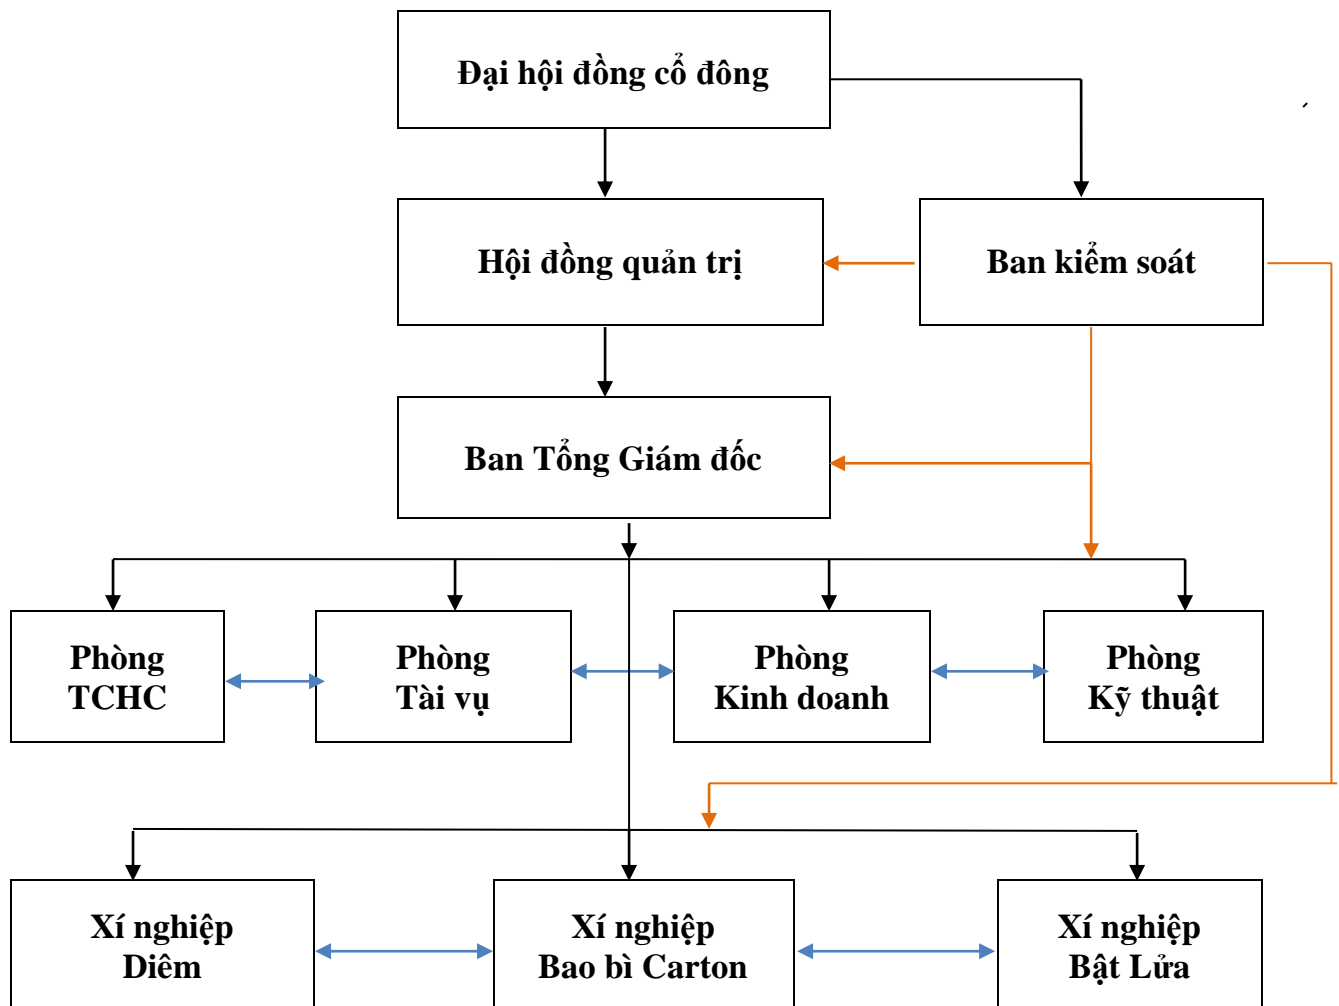 Đại hội đồng cổ đông
Hội đồng quản trị
Ban kiểm soát
Ban Tổng Giám đốc
Phòng
TCHC
Phòng
Tài vụ
Phòng
Kinh doanh
Phòng
Kỹ thuật
Xí nghiệp
Diêm
Xí nghiệp
Bao bì Carton
Xí nghiệp
Bật Lửa